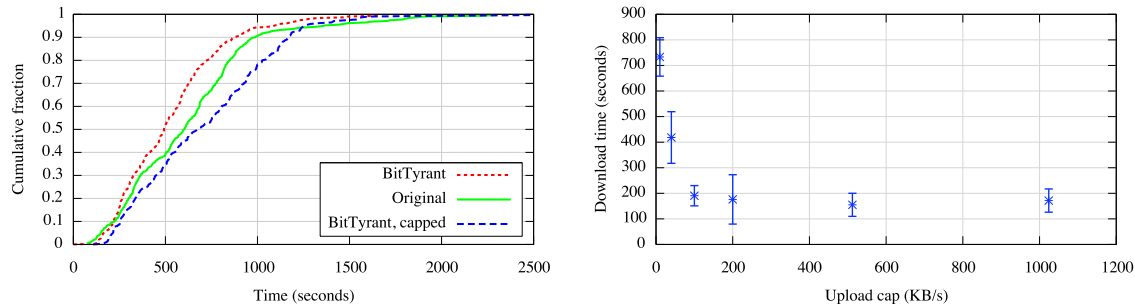 1
0.9
0.8
0.7
0.6
0.5
0.4
0.3
0.2
0.1
0
Cumulative fraction
BitTyrant
Original
BitTyrant, capped
0 500 1000 1500 2000 2500
Time (seconds)
900
800
700
600
500
400
300
200
100
0
Download time (seconds)
0 200 400 600 800 1000 1200
Upload cap (KB/s)